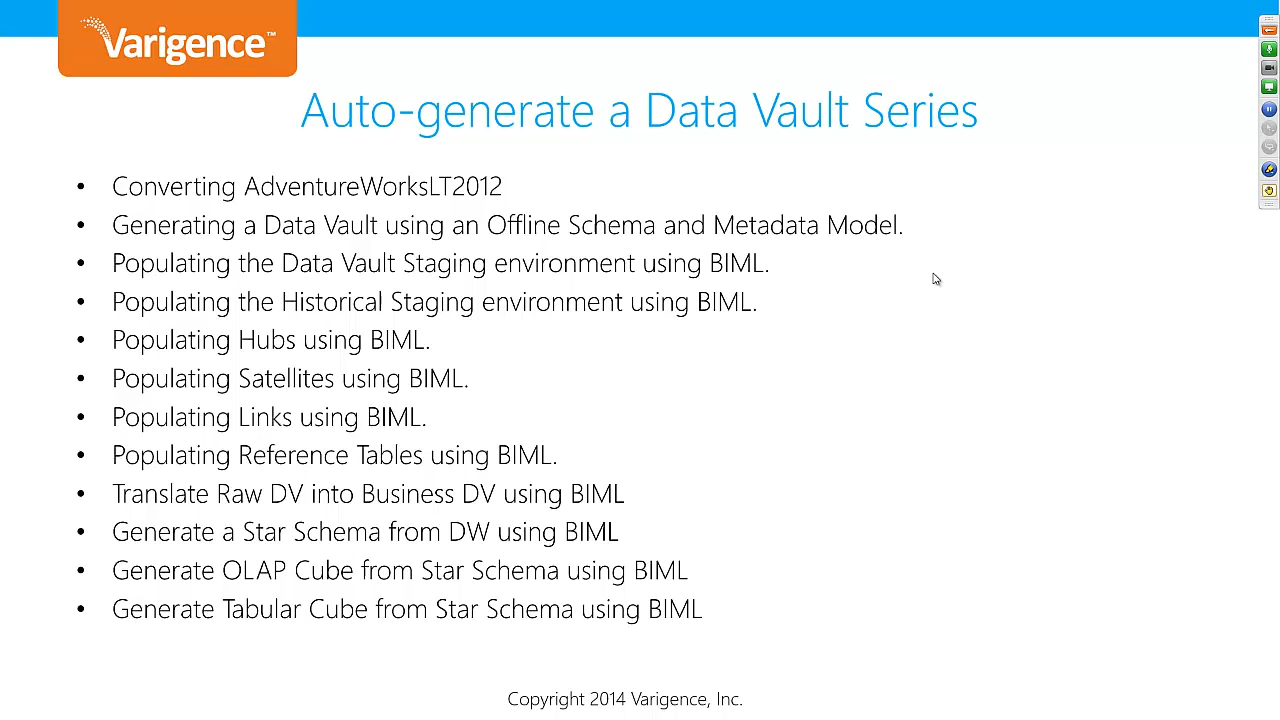 Varigence™
Auto-generate a Data Vault Series
• Converting AdventureWorksLT2012
• Generating a Data Vault using an Offline Schema and Metadata Model.
• Populating the Data Vault Staging environment using BIML.
• Populating the Historical Staging environment using BIML.
• Populating Hubs using BIML.
• Populating Satellites using BIML.
• Populating Links using BIML.
• Populating Reference Tables using BIML.
• Translate Raw DV into Business DV using BIML
• Generate a Star Schema from DW using BIML
• Generate OLAP Cube from Star Schema using BIML
• Generate Tabular Cube from Star Schema using BIML
Copyright 2014 Varigence, Inc.